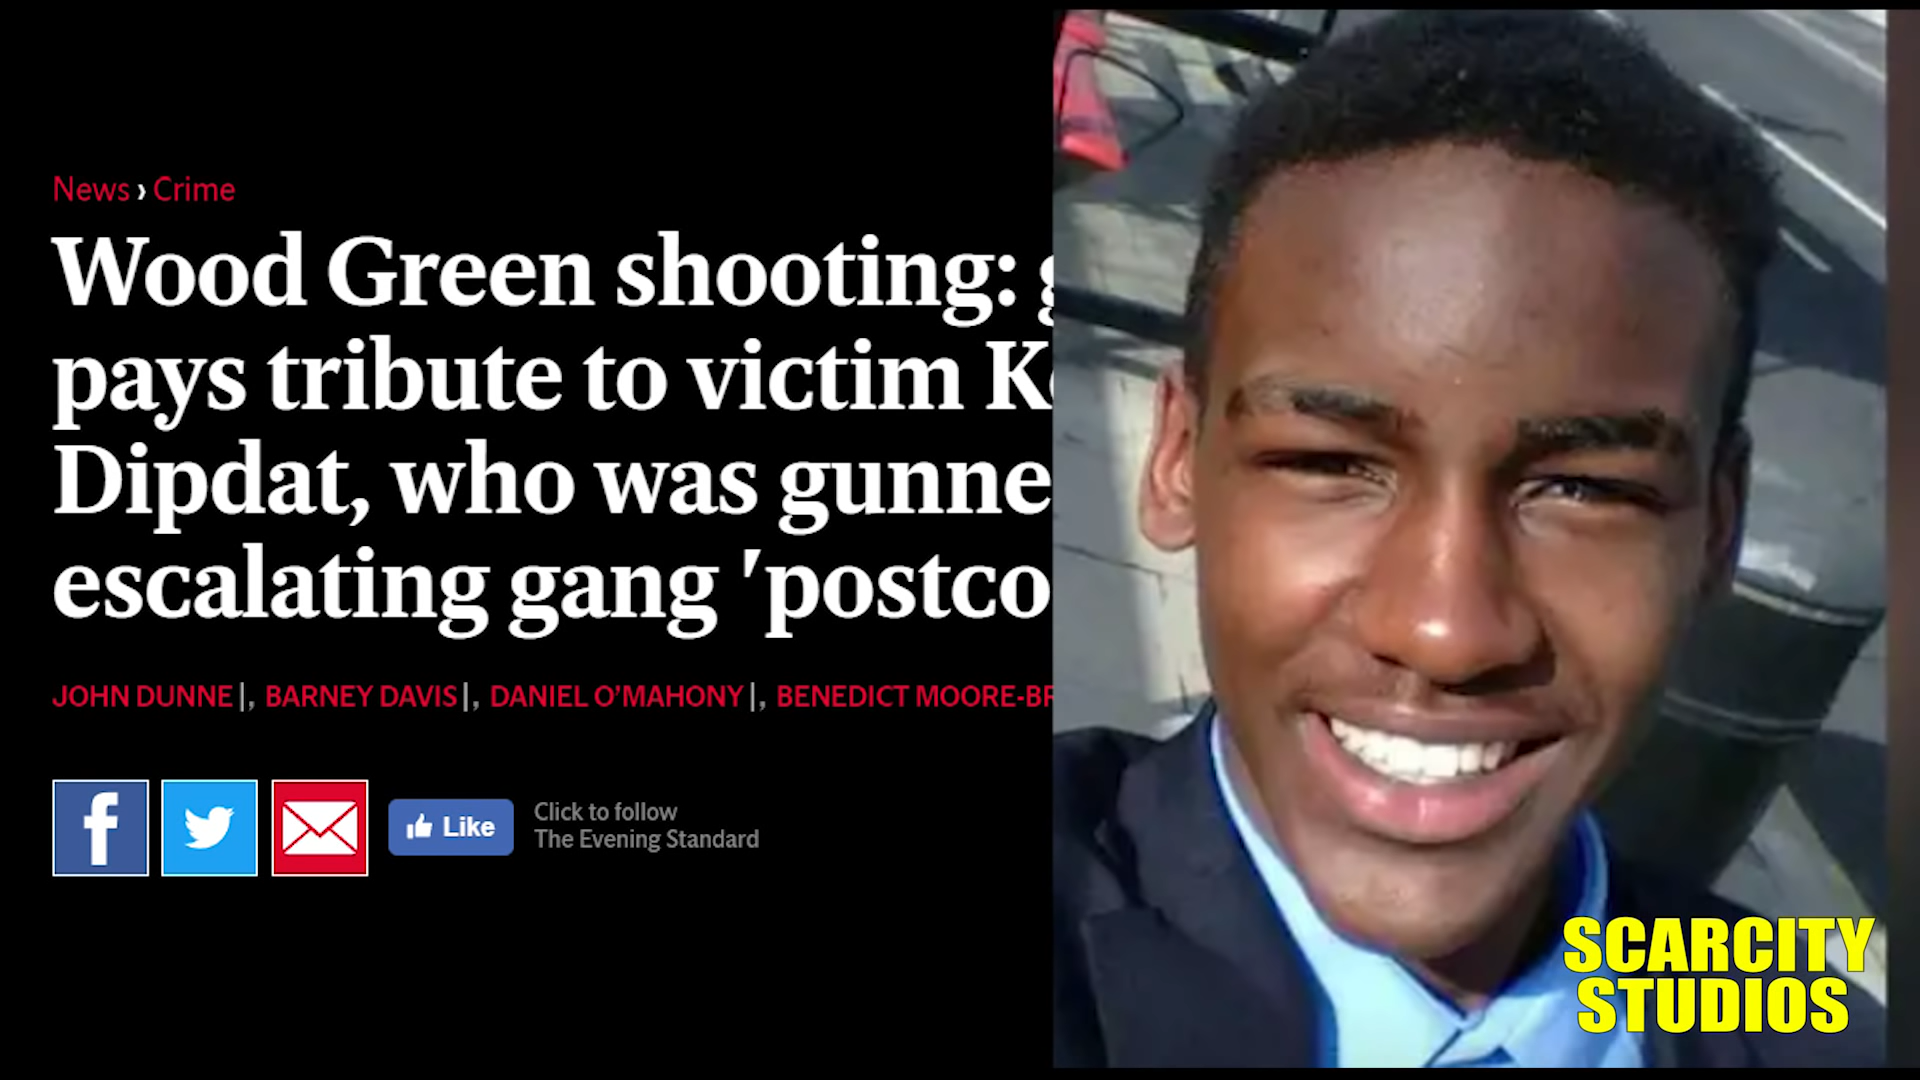 News › Crime
Wood Green shooting:
pays tribute to victim
Dipdat, who was gunne
escalating gang 'postco
JOHN DUNNE|, BARNEY DAVIS|, DANIEL O'MAHONY|, BENEDICT MOORE-BR
f Like Click to follow
The Evening Standard
SCARCITY
STUDIOS